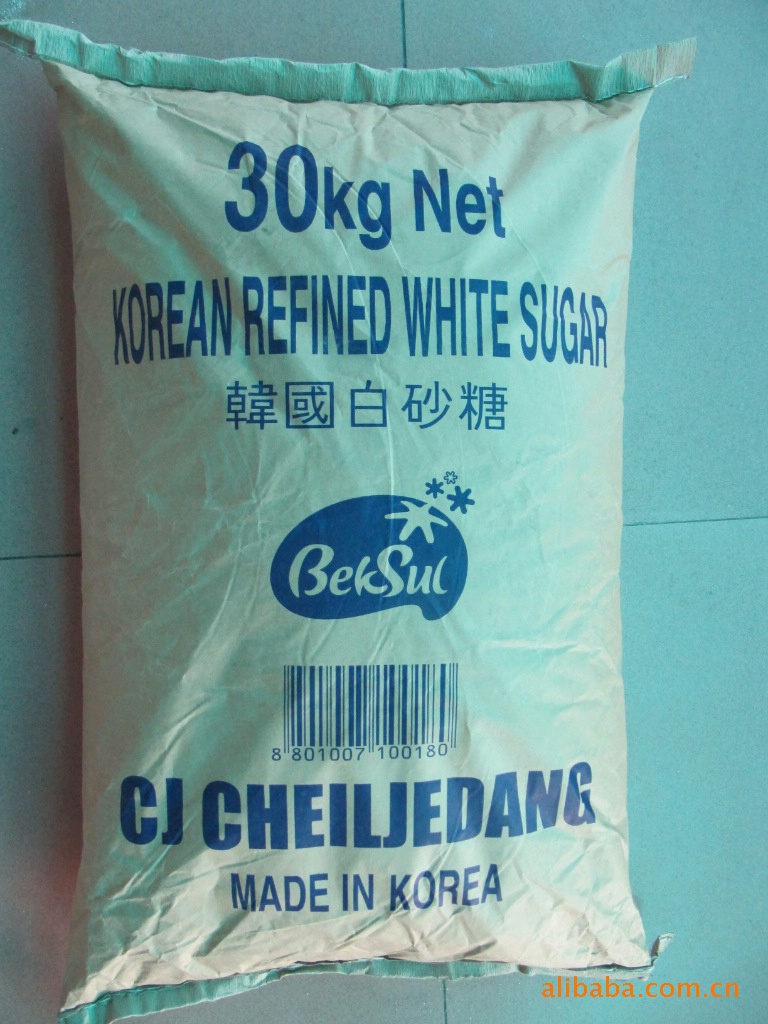 30kg Net
KOREAN REFINED WHITE SUGAR
韓國白砂糖
BekSul
8 801007 100180
CJ CHEILJEDANG
MADE IN KOREA
alibaba.com.cn